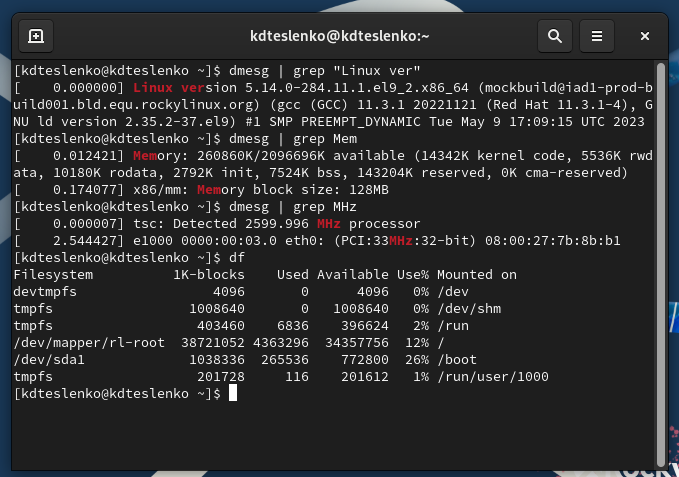 kdteslenko@kdteslenko:~
[kdteslenko@kdteslenko ~]$ dmesg | grep "Linux ver"
[    0.000000] Linux version 5.14.0-284.11.1.el9_2.x86_64 (mockbuild@iad1-prod-b
uild001.bld.equ.rockylinux.org) (gcc (GCC) 11.3.1 20221121 (Red Hat 11.3.1-4), G
NU ld version 2.35.2-37.el9) #1 SMP PREEMPT_DYNAMIC Tue May 9 17:09:15 UTC 2023
[kdteslenko@kdteslenko ~]$ dmesg | grep Mem
[    0.012421] Memory: 260860K/2096696K available (14342K kernel code, 5536K rwd
ata, 10180K rodata, 2792K init, 7524K bss, 143204K reserved, 0K cma-reserved)
[    0.174077] x86/mm: Memory block size: 128MB
[kdteslenko@kdteslenko ~]$ dmesg | grep MHz
[    0.000007] tsc: Detected 2599.996 MHz processor
[    2.544427] e1000 0000:00:03.0 eth0: (PCI:33MHz:32-bit) 08:00:27:7b:8b:b1
[kdteslenko@kdteslenko ~]$ df
Filesystem          1K-blocks    Used Available Use% Mounted on
devtmpfs                 4096       0      4096   0% /dev
tmpfs                 1008640       0   1008640   0% /dev/shm
tmpfs                  403460    6836    396624   2% /run
/dev/mapper/rl-root  38721052 4363296  34357756  12% /
/dev/sda1             1038336  265536    772800  26% /boot
tmpfs                  201728     116    201612   1% /run/user/1000
[kdteslenko@kdteslenko ~]$